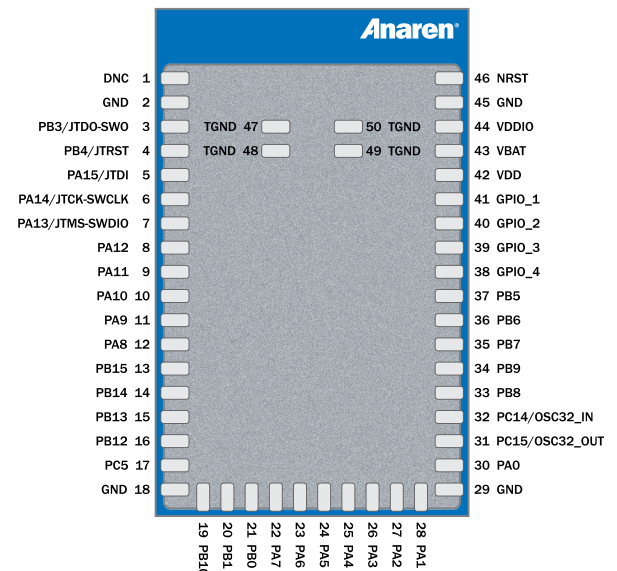 Anaren®
DNC 1
GND 2
PB3/JTDO-SWO 3
PB4/JTRST 4
PA15/JTDI 5
PA14/JTCK-SWCLK 6
PA13/JTMS-SWDIO 7
PA12 8
PA11 9
PA10 10
PA9 11
PA8 12
PB15 13
PB14 14
PB13 15
PB12 16
PC5 17
GND 18
TGND 47
TGND 48
50 TGND
49 TGND
46 NRST
45 GND
44 VDDIO
43 VBAT
42 VDD
41 GPIO_1
40 GPIO_2
39 GPIO_3
38 GPIO_4
37 PB5
36 PB6
35 PB7
34 PB9
33 PB8
32 PC14/OSC32_IN
31 PC15/OSC32_OUT
30 PA0
29 GND
19 PB10
20 PB1
21 PB0
22 PA7
23 PA6
24 PA5
25 PA4
26 PA3
27 PA2
28 PA1